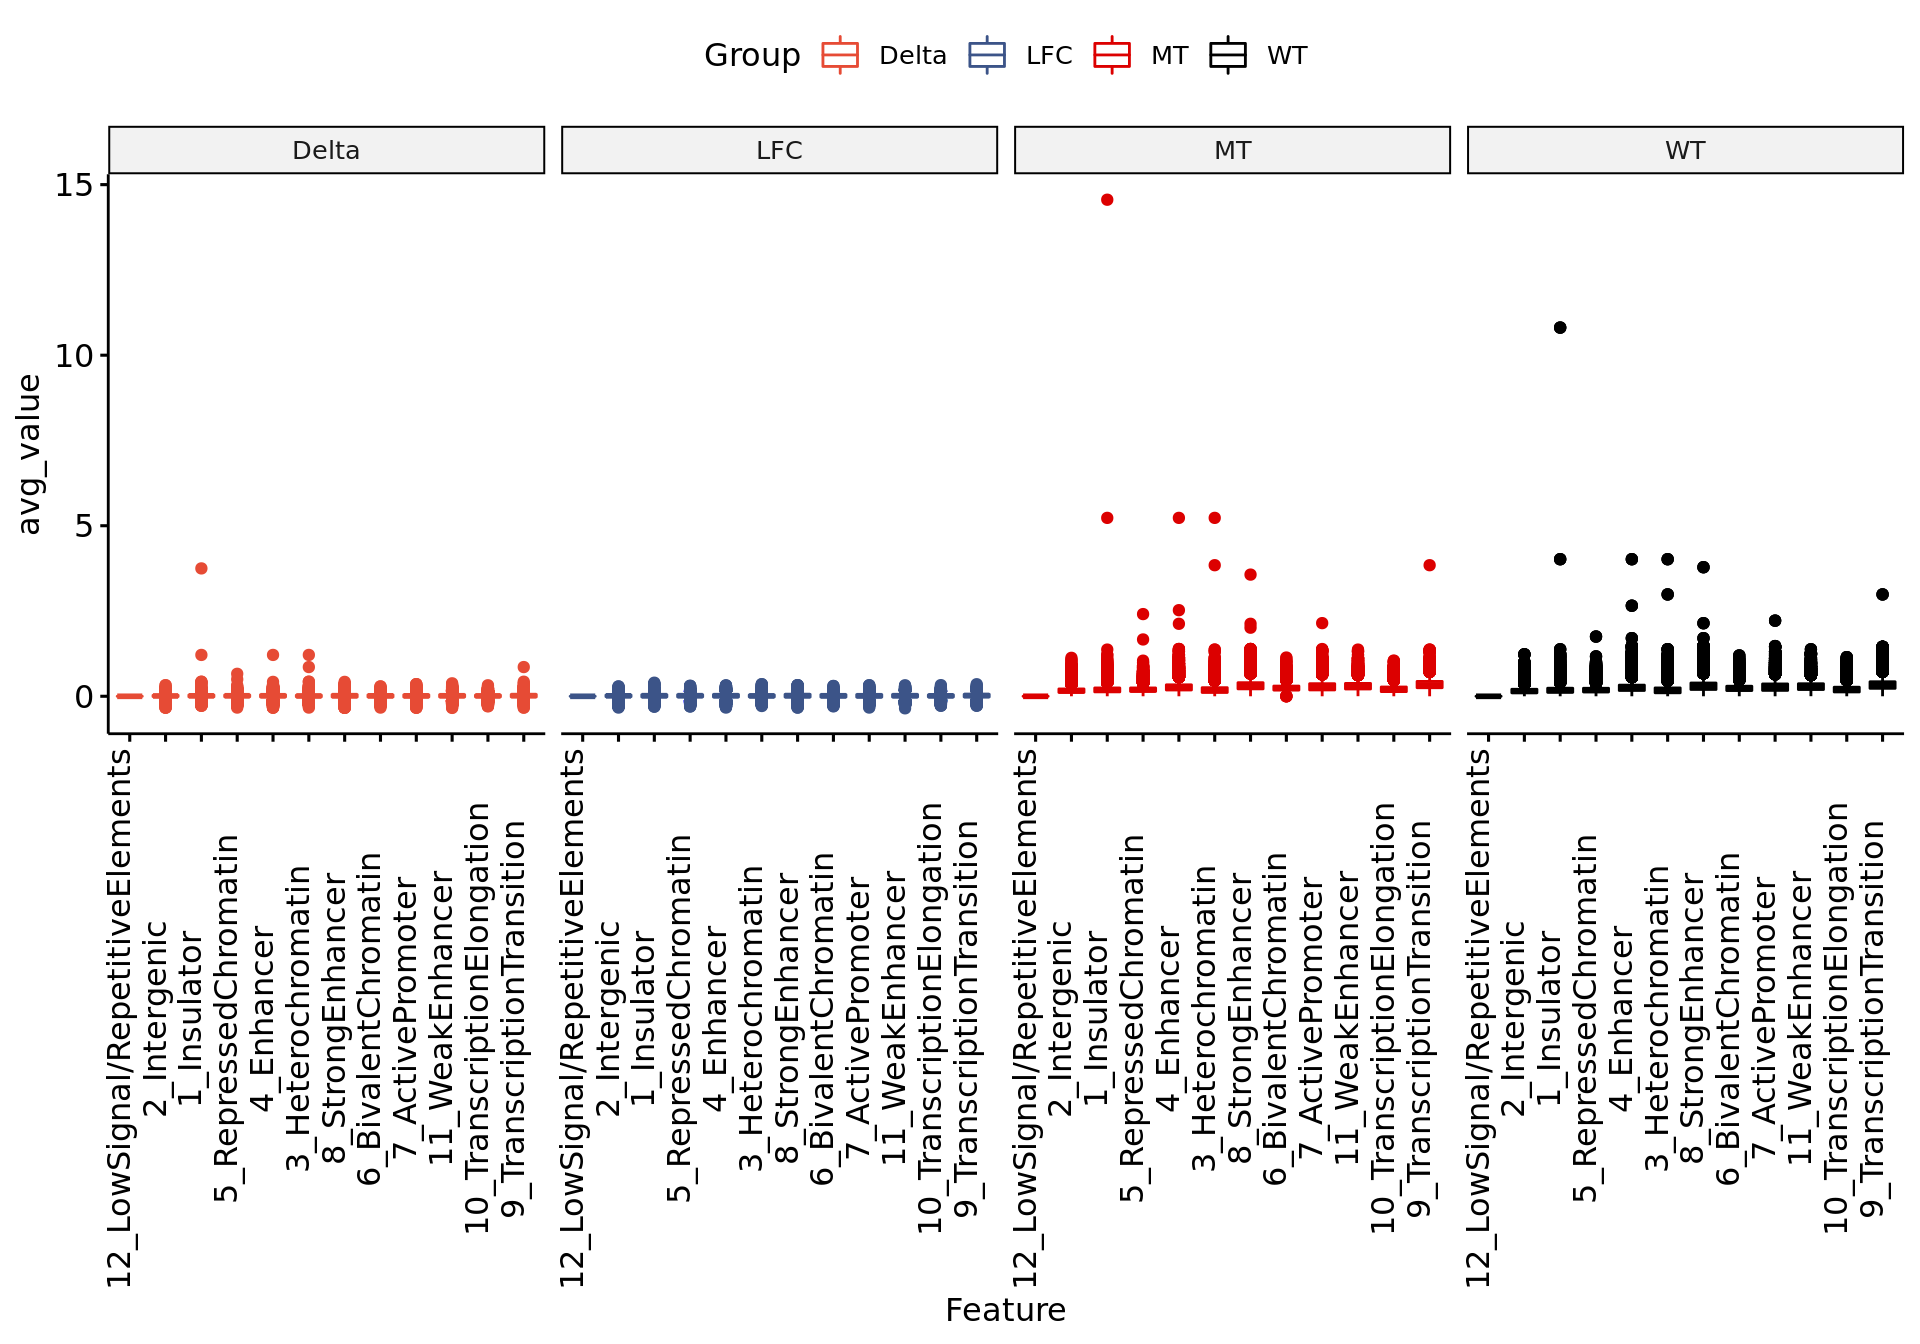 Group Delta LFC MT WT
Delta LFC MT WT
avg_value
15
10
5
0
12_LowSignal/RepetitiveElements
2_Intergenic
1_Insulator
5_RepressedChromatin
4_Enhancer
3_Heterochromatin
8_StrongEnhancer
6_BivalentChromatin
7_ActivePromoter
11_WeakEnhancer
10_TranscriptionElongation
9_TranscriptionTransition
12_LowSignal/RepetitiveElements
2_Intergenic
1_Insulator
5_RepressedChromatin
4_Enhancer
3_Heterochromatin
8_StrongEnhancer
6_BivalentChromatin
7_ActivePromoter
11_WeakEnhancer
10_TranscriptionElongation
9_TranscriptionTransition
12_LowSignal/RepetitiveElements
2_Intergenic
1_Insulator
5_RepressedChromatin
4_Enhancer
3_Heterochromatin
8_StrongEnhancer
6_BivalentChromatin
7_ActivePromoter
11_WeakEnhancer
10_TranscriptionElongation
9_TranscriptionTransition
12_LowSignal/RepetitiveElements
2_Intergenic
1_Insulator
5_RepressedChromatin
4_Enhancer
3_Heterochromatin
8_StrongEnhancer
6_BivalentChromatin
7_ActivePromoter
11_WeakEnhancer
10_TranscriptionElongation
9_TranscriptionTransition
Feature